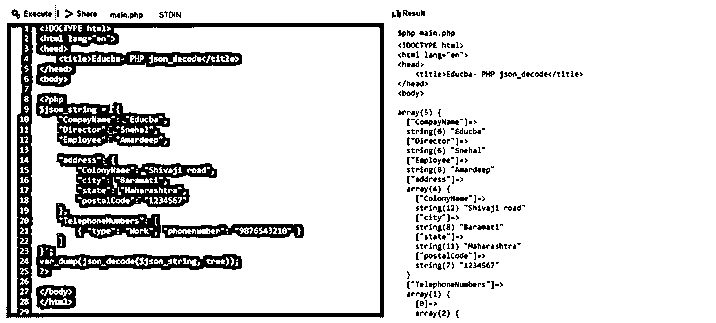 Execute | > Share main.php STDIN
1 <!DOCTYPE html>
2 <html lang="en">
3 <head>
4 <title>Educba- PHP json_decode</title>
5 </head>
6 <body>
8 <?php
9 $json_string = '{
10 "CompayName": "Educba",
11 "Director": "Snehal",
12 "Employee": "Amardeep",
14 "address": {
15 "ColonyName": "Shivaji road",
16 "city": "Baramati",
17 "state": "Maharashtra",
18 "postalCode": "1234567"
19 },
20 "TelephoneNumbers": [
21 { "type": "Work", "phonenumber": "9876543210" }
22 ]
23 }';
24 var_dump(json_decode($json_string, tree));
25 ?>
26
27 </body>
28 </html>
29
Result
$php main.php
<!DOCTYPE html>
<html lang="en">
<head>
<title>Educba- PHP json_decode</title>
</head>
<body>
array(5) {
["CompayName"]=>
string(6) "Educba"
["Director"]=>
string(6) "Snehal"
["Employee"]=>
string(8) "Amardeep"
["address"]=>
array(4) {
["ColonyName"]=>
string(12) "Shivaji road"
["city"]=>
string(8) "Baramati"
["state"]=>
string(11) "Maharashtra"
["postalCode"]=>
string(7) "1234567"
}
["TelephoneNumbers"]=>
array(1) {
[0]=>
array(2) {